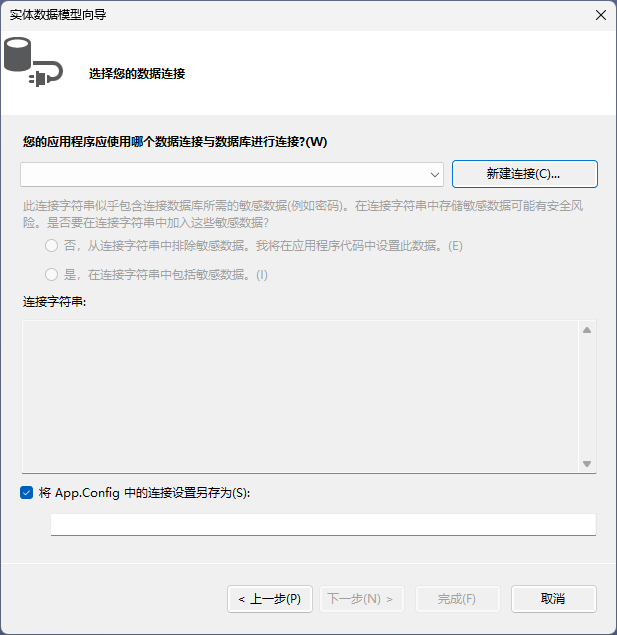 实体数据模型向导
选择您的数据连接
您的应用程序应使用哪个数据连接与数据库进行连接?(W)
新建连接(C)...
此连接字符串似乎包含连接数据库所需的敏感数据(例如密码)。在连接字符串中存储敏感数据可能有安全风
险。是否要在连接字符串中加入这些敏感数据?
否，从连接字符串中排除敏感数据。我将在应用程序代码中设置此数据。(E)
是，在连接字符串中包括敏感数据。(I)
连接字符串:
将 App.Config 中的连接设置另存为(S):
< 上一步(P)
下一步(N) >
完成(F)
取消